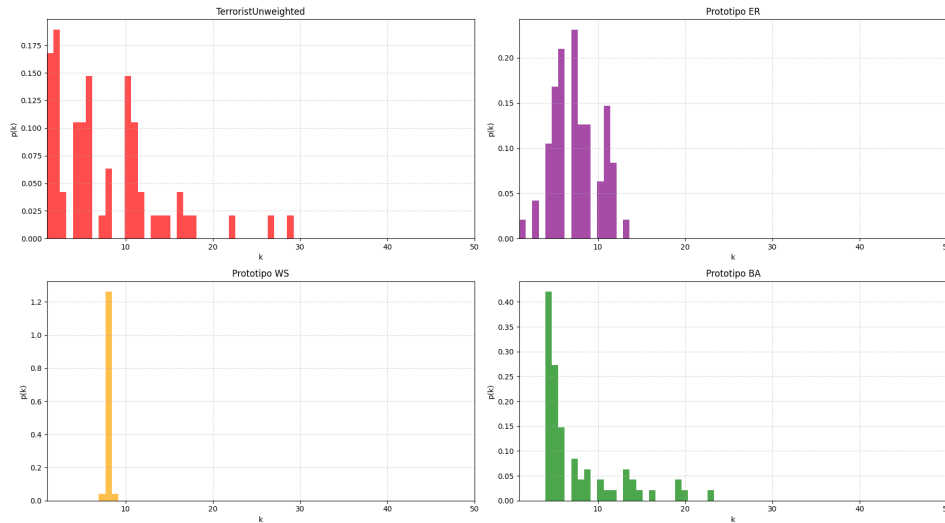 TerroristUnweighted
p(k)
0.175
0.150
0.125
0.100
0.075
0.050
0.025
0.000
10 20 30 40 50
k
Prototipo ER
p(k)
0.20
0.15
0.10
0.05
0.00
10 20 30 40 50
k
Prototipo WS
p(k)
1.2
1.0
0.8
0.6
0.4
0.2
0.0
10 20 30 40 50
k
Prototipo BA
p(k)
0.40
0.35
0.30
0.25
0.20
0.15
0.10
0.05
0.00
10 20 30 40 50
k